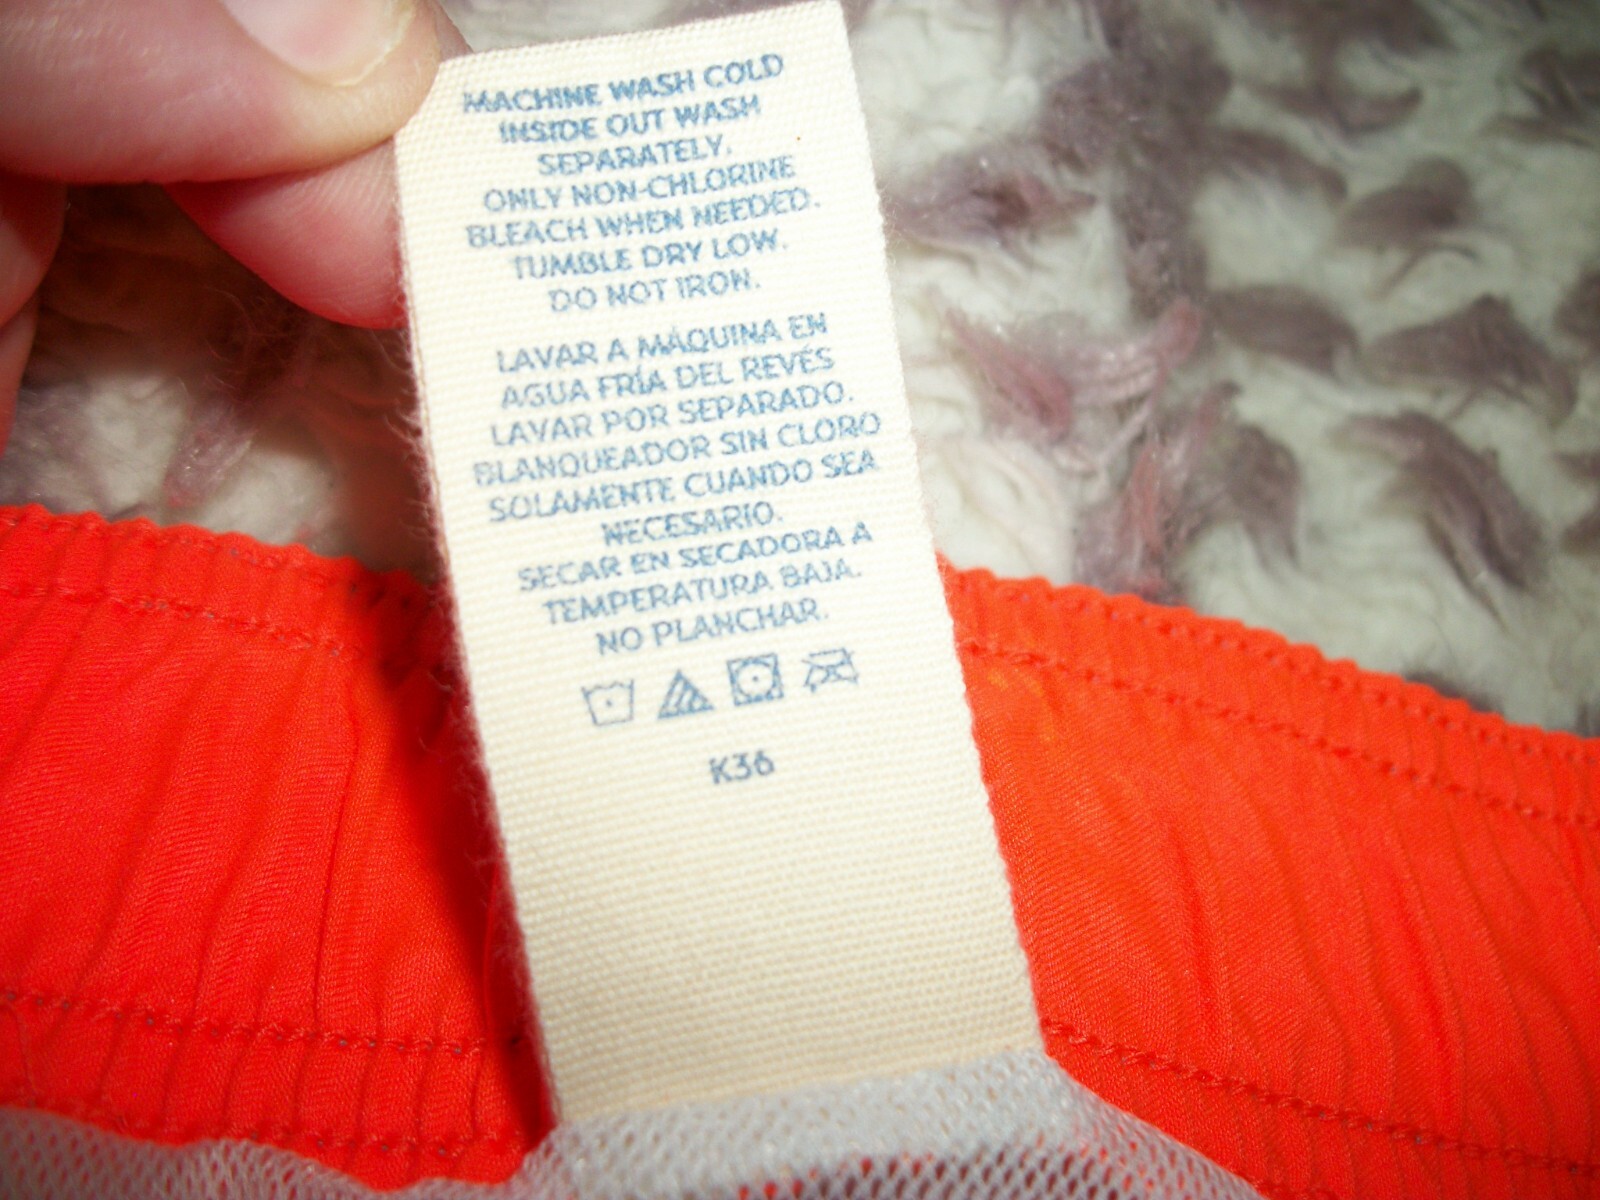 MACHINE WASH COLD
INSIDE OUT WASH
SEPARATELY.
ONLY NON-CHLORINE
BLEACH WHEN NEEDED.
TUMBLE DRY LOW.
DO NOT IRON.
LAVAR A MÁQUINA EN
AGUA FRÍA DEL REVÉS
LAVAR POR SEPARADO.
BLANQUEADOR SIN CLORO
SOLAMENTE CUANDO SEA
NECESARIO.
SECAR EN SECADORA A
TEMPERATURA BAJA.
NO PLANCHAR.
K36